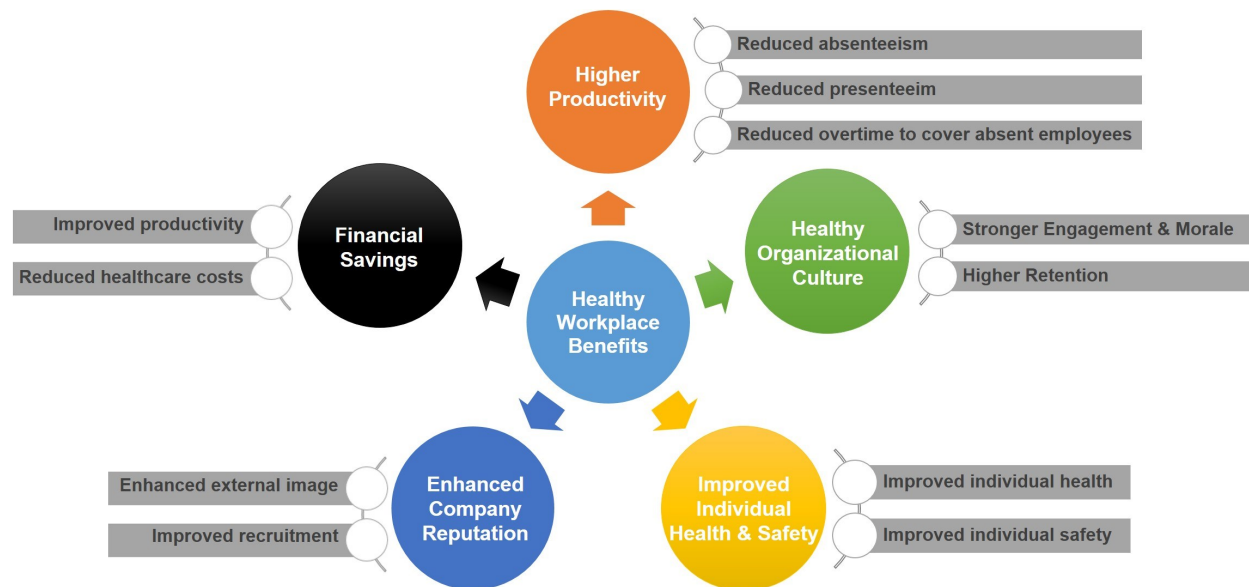 Higher
Productivity
Reduced absenteeism
Reduced presenteeim
Reduced overtime to cover absent employees
Financial
Savings
Improved productivity
Reduced healthcare costs
Healthy
Organizational
Culture
Stronger Engagement & Morale
Higher Retention
Healthy
Workplace
Benefits
Enhanced
Company
Reputation
Enhanced external image
Improved recruitment
Improved
Individual
Health & Safety
Improved individual health
Improved individual safety